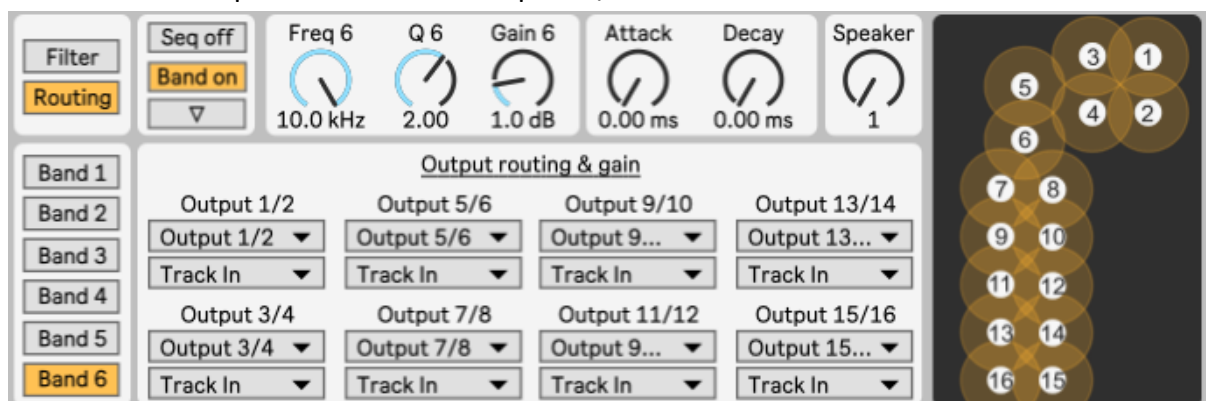 Filter
Routing
Seq off
Band on
Freq 6
10.0 kHz
Q 6
2.00
Gain 6
1.0 dB
Attack
0.00 ms
Decay
0.00 ms
Speaker
1
Band 1
Band 2
Band 3
Band 4
Band 5
Band 6
Output routing & gain
Output 1/2
Output 1/2
Track In
Output 5/6
Output 5/6
Track In
Output 9/10
Output 9...
Track In
Output 13/14
Output 13...
Track In
Output 3/4
Output 3/4
Track In
Output 7/8
Output 7/8
Track In
Output 11/12
Output 9...
Track In
Output 15/16
Output 15...
Track In
3 1
5
4 2
6
7 8
9 10
11 12
13 14
16 15